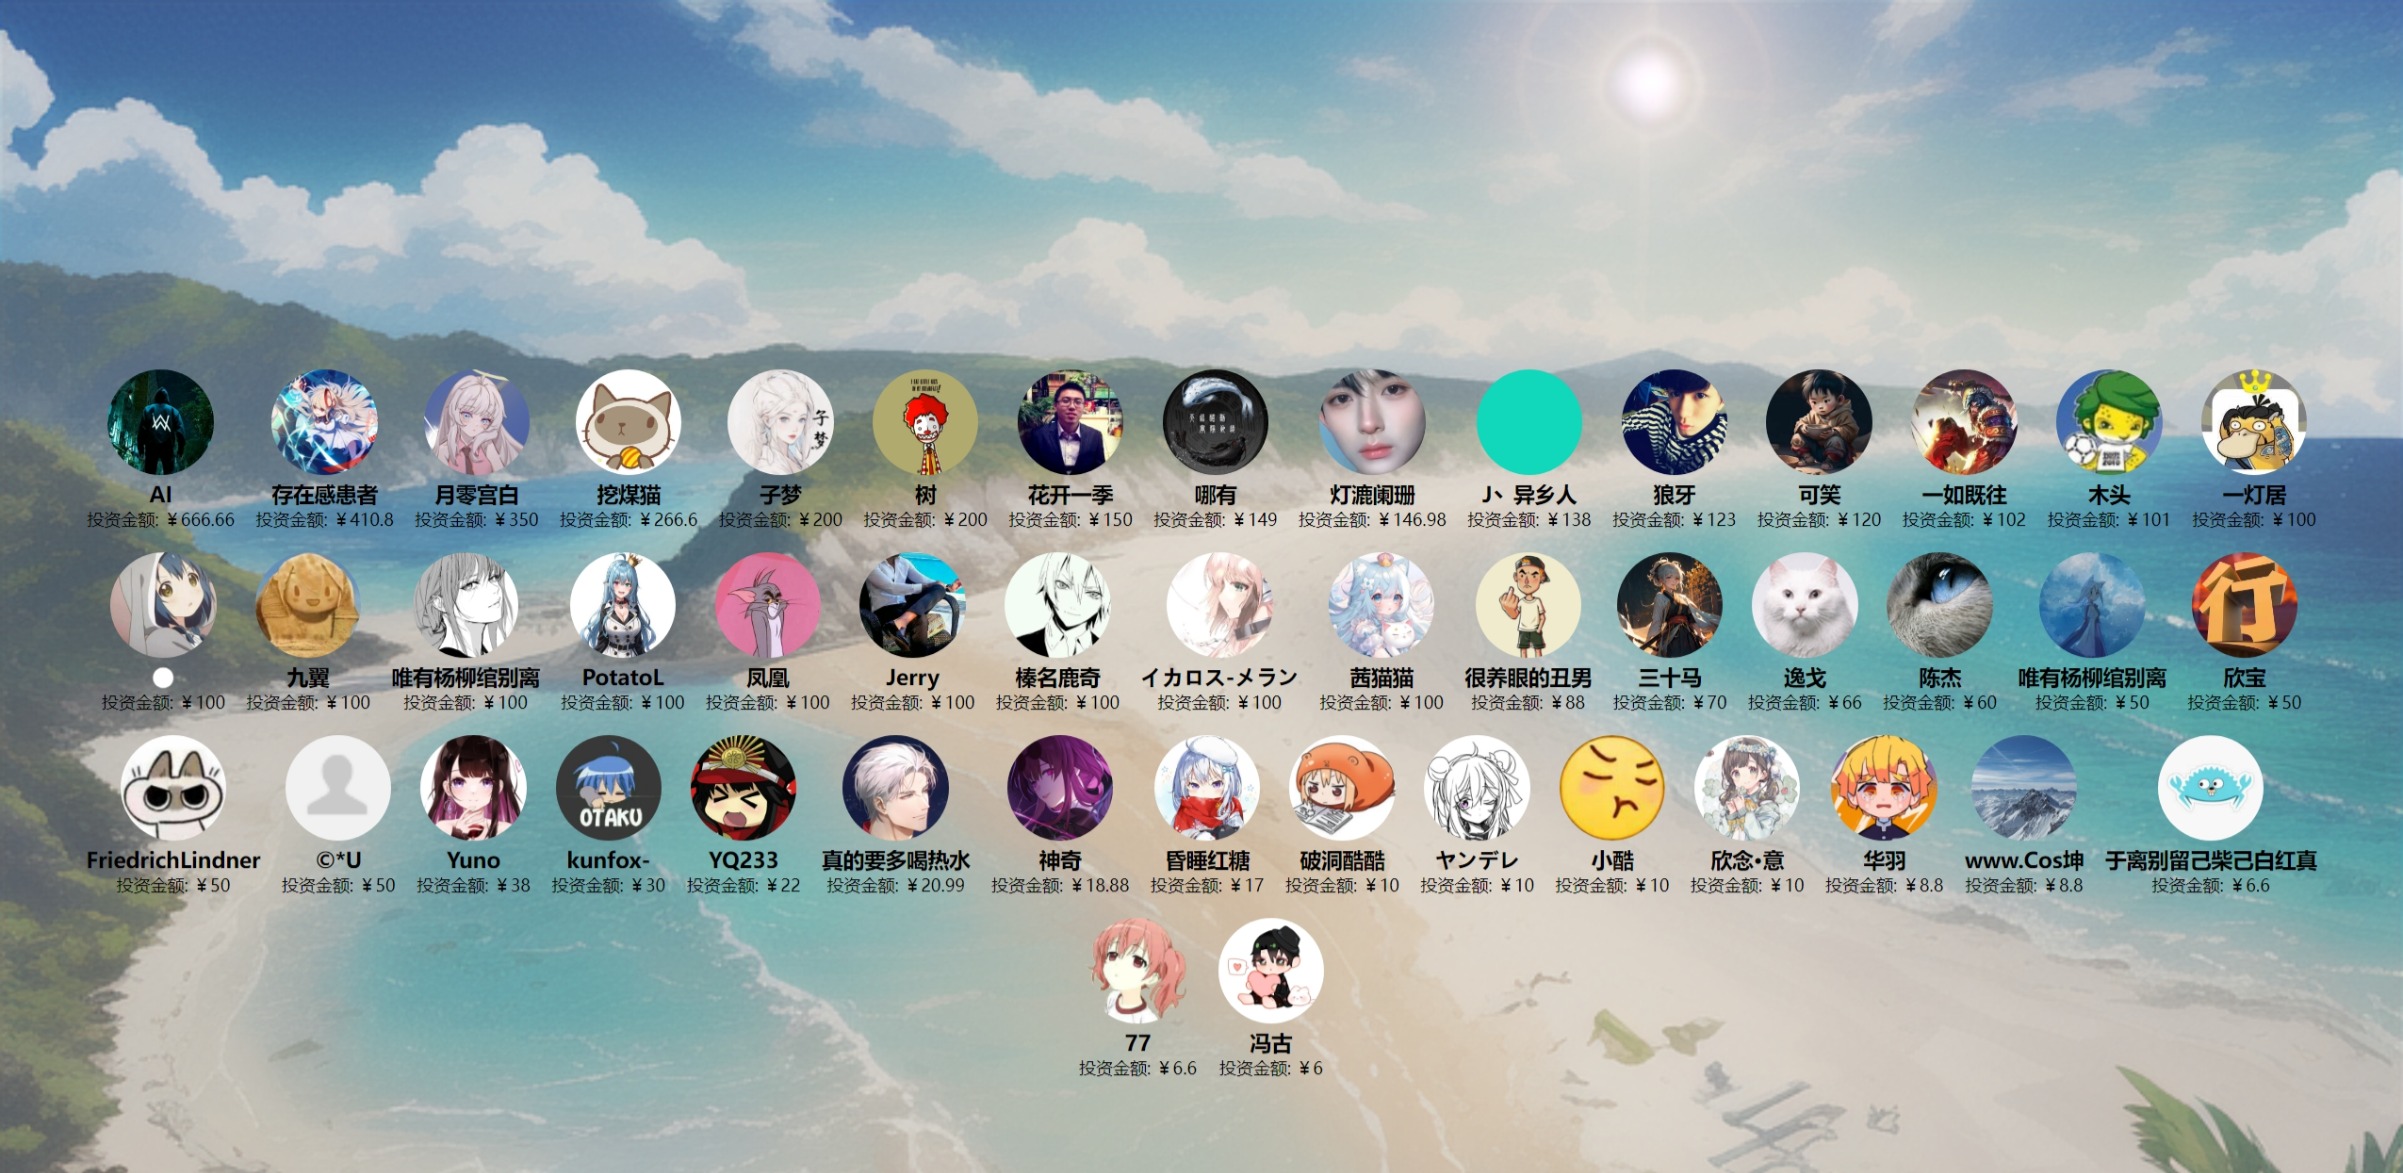 AI
投资金额: ￥666.66
存在感患者
投资金额: ￥410.8
月零宫白
投资金额: ￥350
挖煤猫
投资金额: ￥266.6
子梦
子梦
投资金额: ￥200
树
投资金额: ￥200
花开一季
投资金额: ￥150
哪有
投资金额: ￥149
灯漉阑珊
投资金额: ￥146.98
J、异乡人
投资金额: ￥138
狼牙
投资金额: ￥123
可笑
投资金额: ￥120
一如既往
投资金额: ￥102
木头
投资金额: ￥101
一灯居
投资金额: ￥100
投资金额: ￥100
九翼
投资金额: ￥100
唯有杨柳绾别离
投资金额: ￥100
PotatoL
投资金额: ￥100
凤凰
投资金额: ￥100
Jerry
投资金额: ￥100
榛名鹿奇
投资金额: ￥100
イカロス-メラン
投资金额: ￥100
茜猫猫
投资金额: ￥100
很养眼的丑男
投资金额: ￥88
三十马
投资金额: ￥70
逸戈
投资金额: ￥66
陈杰
投资金额: ￥60
唯有杨柳绾别离
投资金额: ￥50
行
欣宝
投资金额: ￥50
FriedrichLindner
投资金额: ￥50
©*U
投资金额: ￥50
Yuno
投资金额: ￥38
OTAKU
kunfox-
投资金额: ￥30
YQ233
投资金额: ￥22
真的要多喝热水
投资金额: ￥20.99
神奇
投资金额: ￥18.88
昏睡红糖
投资金额: ￥17
破洞酷酷
投资金额: ￥10
ヤンデレ
投资金额: ￥10
小酷
投资金额: ￥10
欣念•意
投资金额: ￥10
华羽
投资金额: ￥8.8
www.Cos坤
投资金额: ￥8.8
于离别留己柴己白红真
投资金额: ￥6.6
77
投资金额: ￥6.6
冯古
投资金额: ￥6